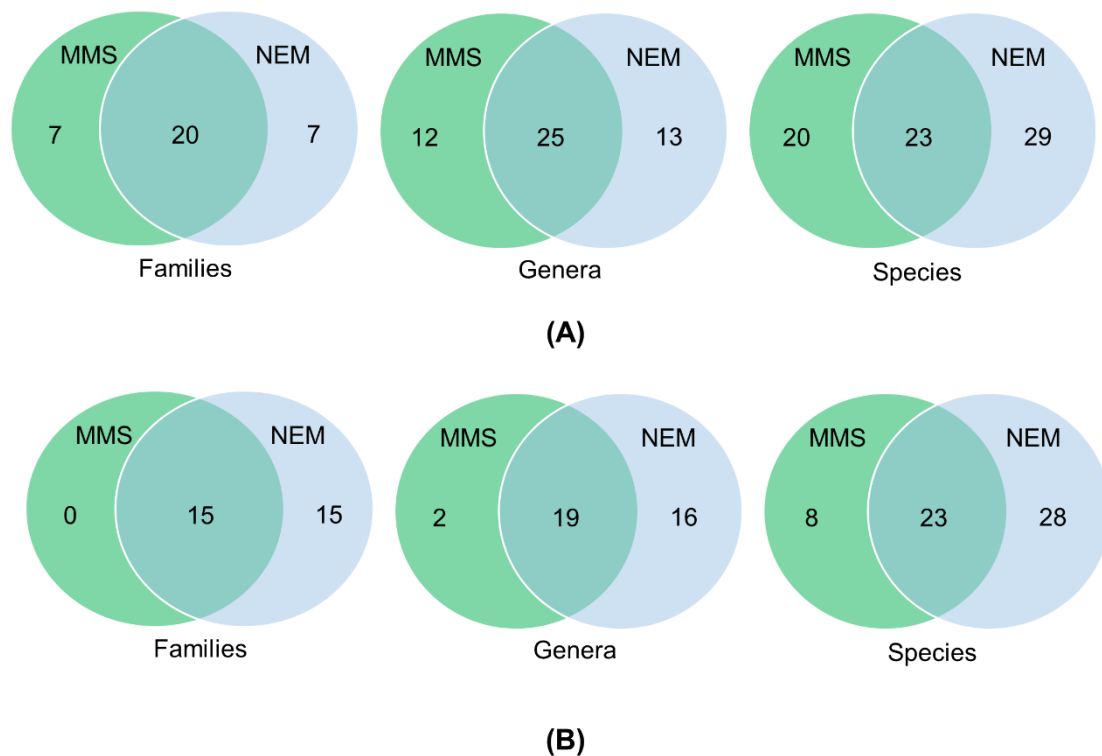 MMS NEM MMS NEM MMS NEM
7 20 7 12 25 13 20 23 29
Families Genera Species
(A)
MMS NEM MMS NEM MMS NEM
0 15 15 2 19 16 8 23 28
Families Genera Species
(B)